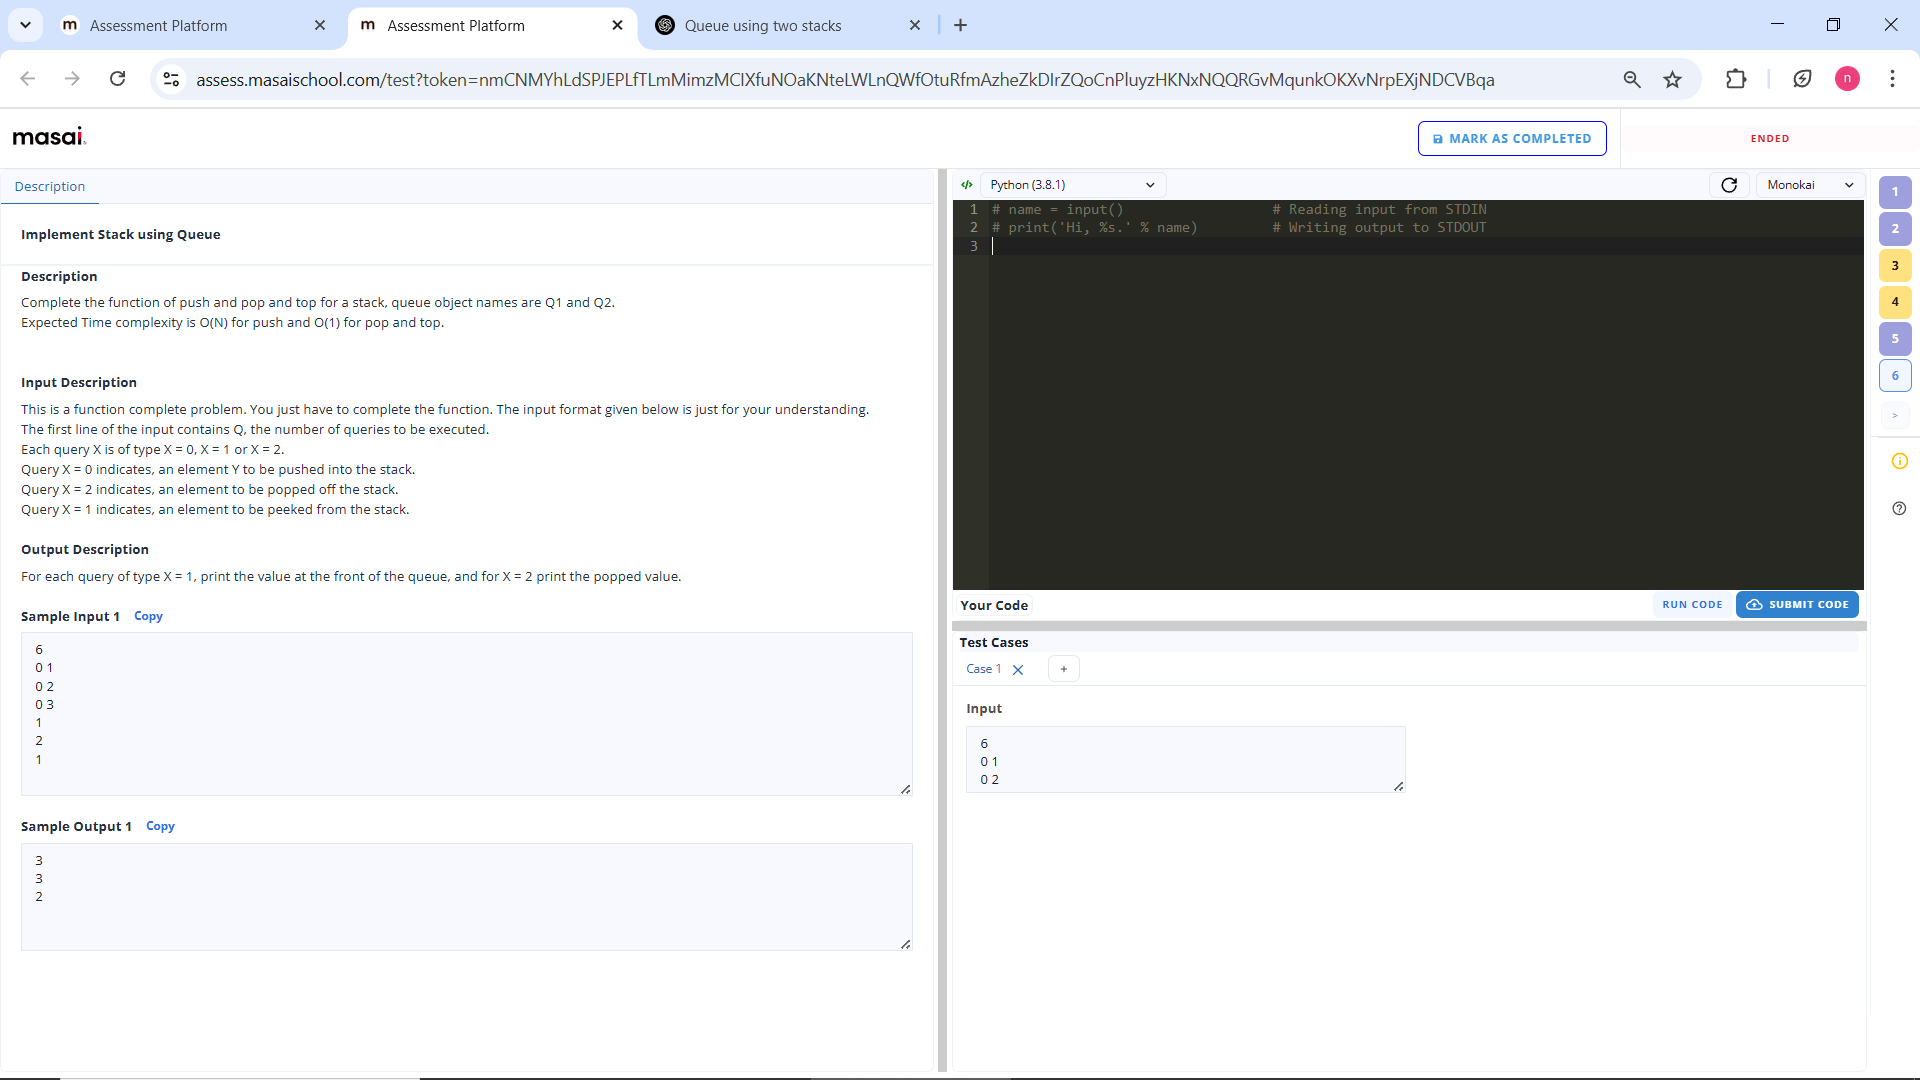 Assessment Platform
Assessment Platform
Queue using two stacks
assess.masaischool.com/test?token=nmCNMYhLdSPJEPLfTLmMimzMCIXfuNOaKNteLWLnQWfOtuRfmAzheZkDIrZQoCnPluyzHKNxNQQRGvMqunkOKXvNrpEXjNDCVBqa
n
masai.
MARK AS COMPLETED
ENDED
Description
Implement Stack using Queue
Description
Complete the function of push and pop and top for a stack, queue object names are Q1 and Q2.
Expected Time complexity is O(N) for push and O(1) for pop and top.
Input Description
This is a function complete problem. You just have to complete the function. The input format given below is just for your understanding.
The first line of the input contains Q, the number of queries to be executed.
Each query X is of type X = 0, X = 1 or X = 2.
Query X = 0 indicates, an element Y to be pushed into the stack.
Query X = 2 indicates, an element to be popped off the stack.
Query X = 1 indicates, an element to be peeked from the stack.
Output Description
For each query of type X = 1, print the value at the front of the queue, and for X = 2 print the popped value.
Sample Input 1 Copy
6
0 1
0 2
0 3
1
2
1
Sample Output 1 Copy
3
3
2
Python (3.8.1)
Monokai
1 # name = input() # Reading input from STDIN
2 # print('Hi, %s.' % name) # Writing output to STDOUT
3
Your Code
RUN CODE
SUBMIT CODE
Test Cases
Case 1
+
Input
6
0 1
0 2
1
2
3
4
5
6
>